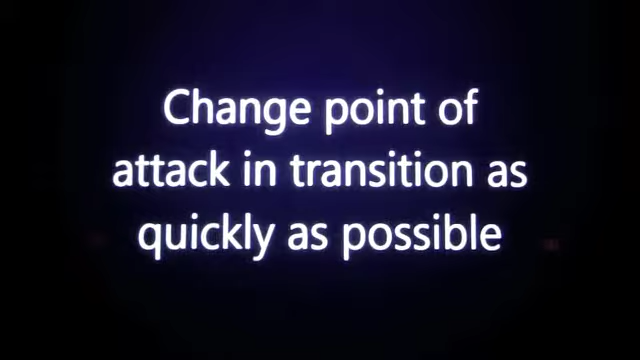 Change point of
attack in transition as
quickly as possible